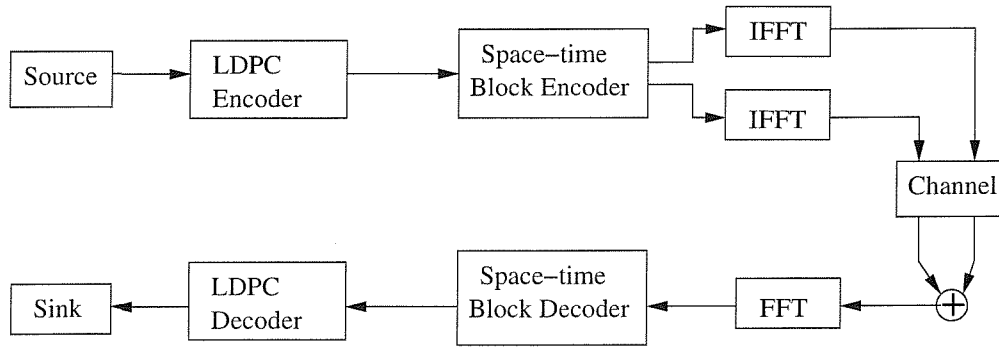 Source
LDPC
Encoder
Space-time
Block Encoder
IFFT
IFFT
Channel
Sink
LDPC
Decoder
Space-time
Block Decoder
FFT
+